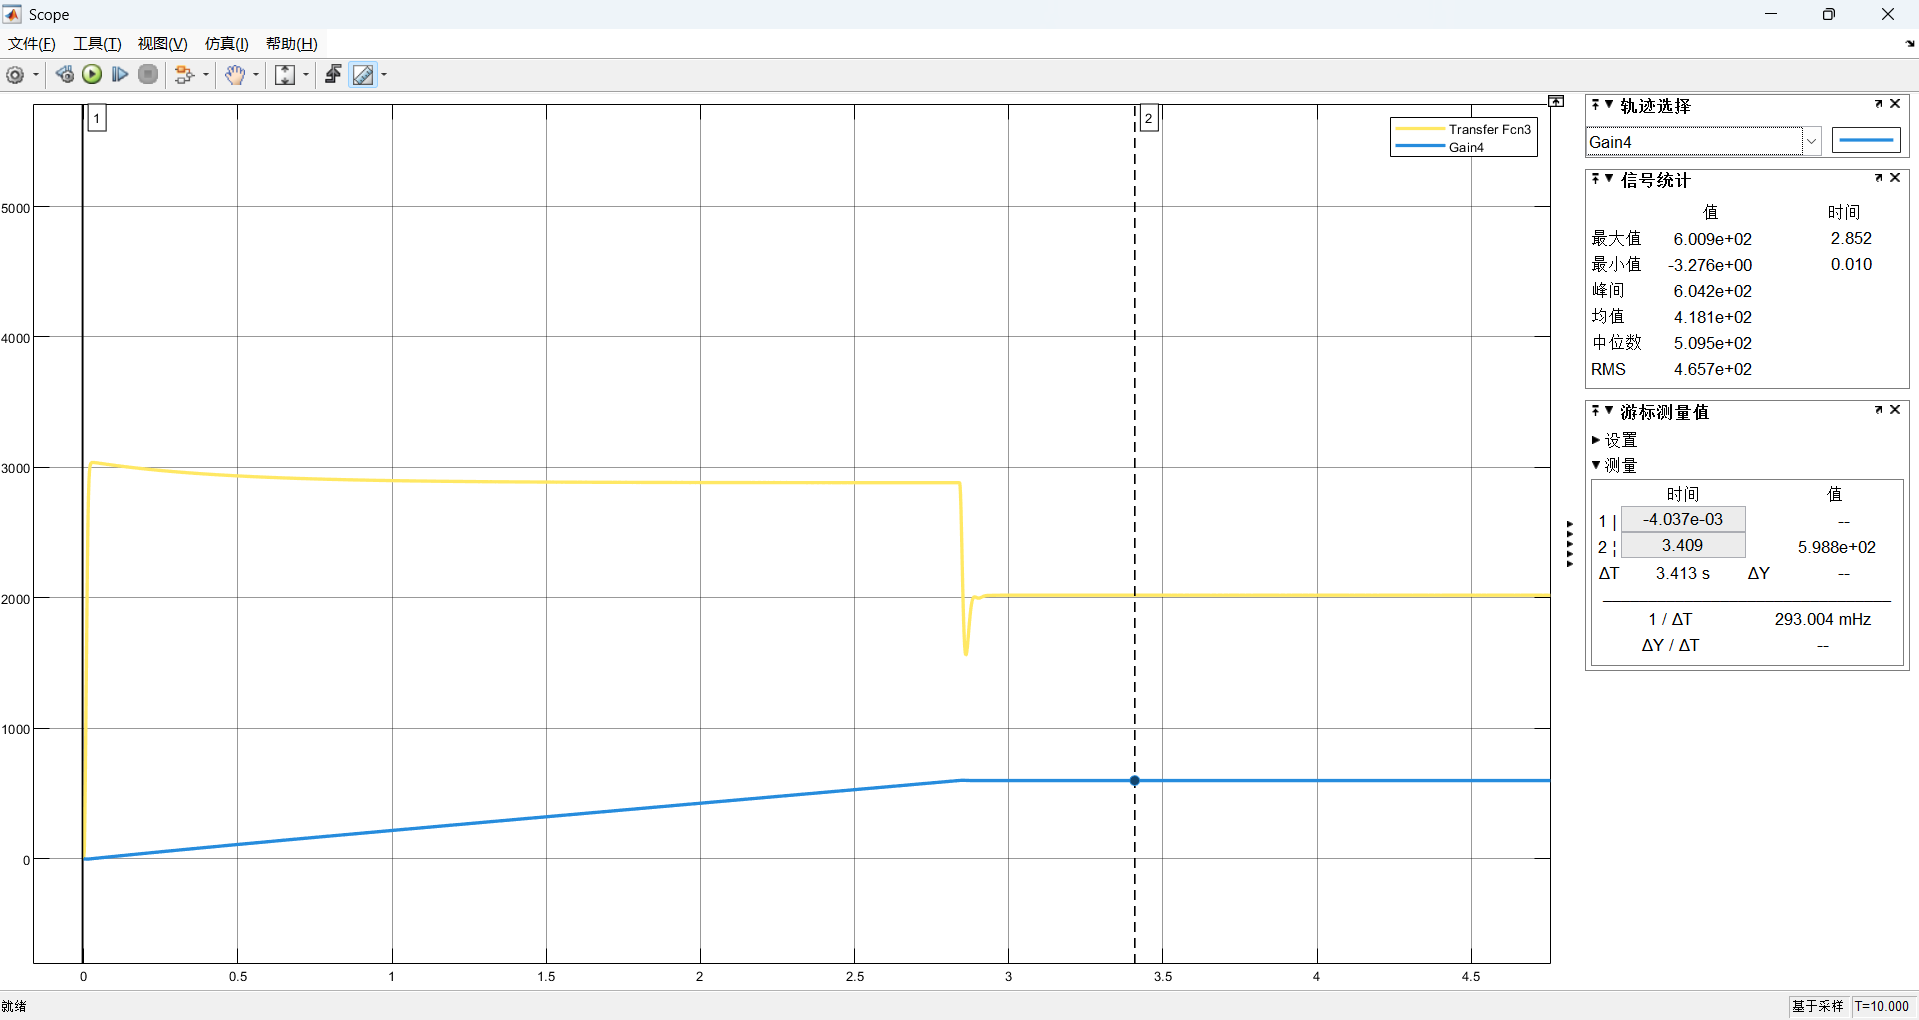 Scope
文件(F) 工具(T) 视图(V) 仿真(I) 帮助(H)
1
2
Transfer Fcn3
Gain4
5000
4000
3000
2000
1000
0
0 0.5 1 1.5 2 2.5 3 3.5 4 4.5
轨迹选择
Gain4
信号统计
值 时间
最大值 6.009e+02 2.852
最小值 -3.276e+00 0.010
峰间 6.042e+02
均值 4.181e+02
中位数 5.095e+02
RMS 4.657e+02
游标测量值
设置
测量
时间 值
1 | -4.037e-03 --
2 ¦ 3.409 5.988e+02
ΔT 3.413 s ΔY --
1 / ΔT 293.004 mHz
ΔY / ΔT --
就绪
基于采样 T=10.000